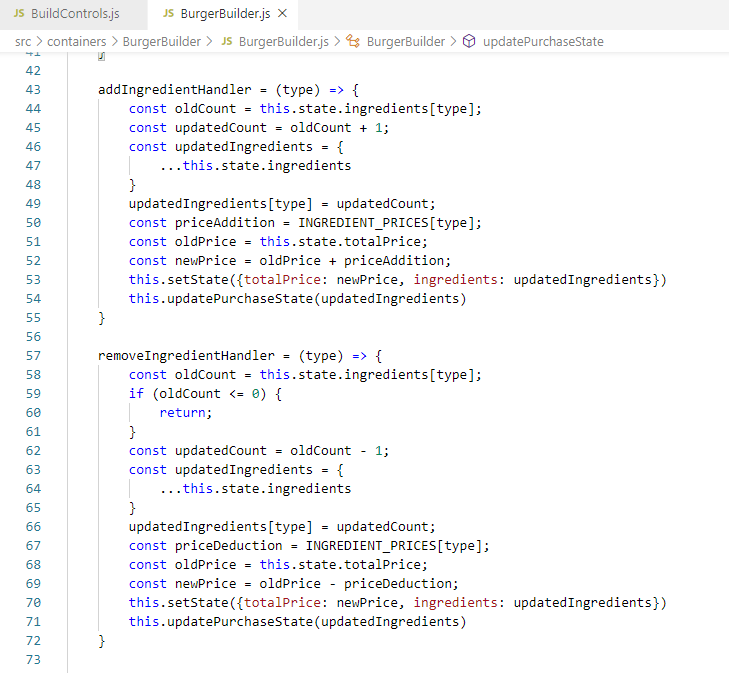 JS BuildControls.js JS BurgerBuilder.js ×
src > containers > BurgerBuilder > JS BurgerBuilder.js > BurgerBuilder > updatePurchaseState
41 }
42
43 addIngredientHandler = (type) => {
44 const oldCount = this.state.ingredients[type];
45 const updatedCount = oldCount + 1;
46 const updatedIngredients = {
47 ...this.state.ingredients
48 }
49 updatedIngredients[type] = updatedCount;
50 const priceAddition = INGREDIENT_PRICES[type];
51 const oldPrice = this.state.totalPrice;
52 const newPrice = oldPrice + priceAddition;
53 this.setState({totalPrice: newPrice, ingredients: updatedIngredients})
54 this.updatePurchaseState(updatedIngredients)
55 }
56
57 removeIngredientHandler = (type) => {
58 const oldCount = this.state.ingredients[type];
59 if (oldCount <= 0) {
60 return;
61 }
62 const updatedCount = oldCount - 1;
63 const updatedIngredients = {
64 ...this.state.ingredients
65 }
66 updatedIngredients[type] = updatedCount;
67 const priceDeduction = INGREDIENT_PRICES[type];
68 const oldPrice = this.state.totalPrice;
69 const newPrice = oldPrice - priceDeduction;
70 this.setState({totalPrice: newPrice, ingredients: updatedIngredients})
71 this.updatePurchaseState(updatedIngredients)
72 }
73